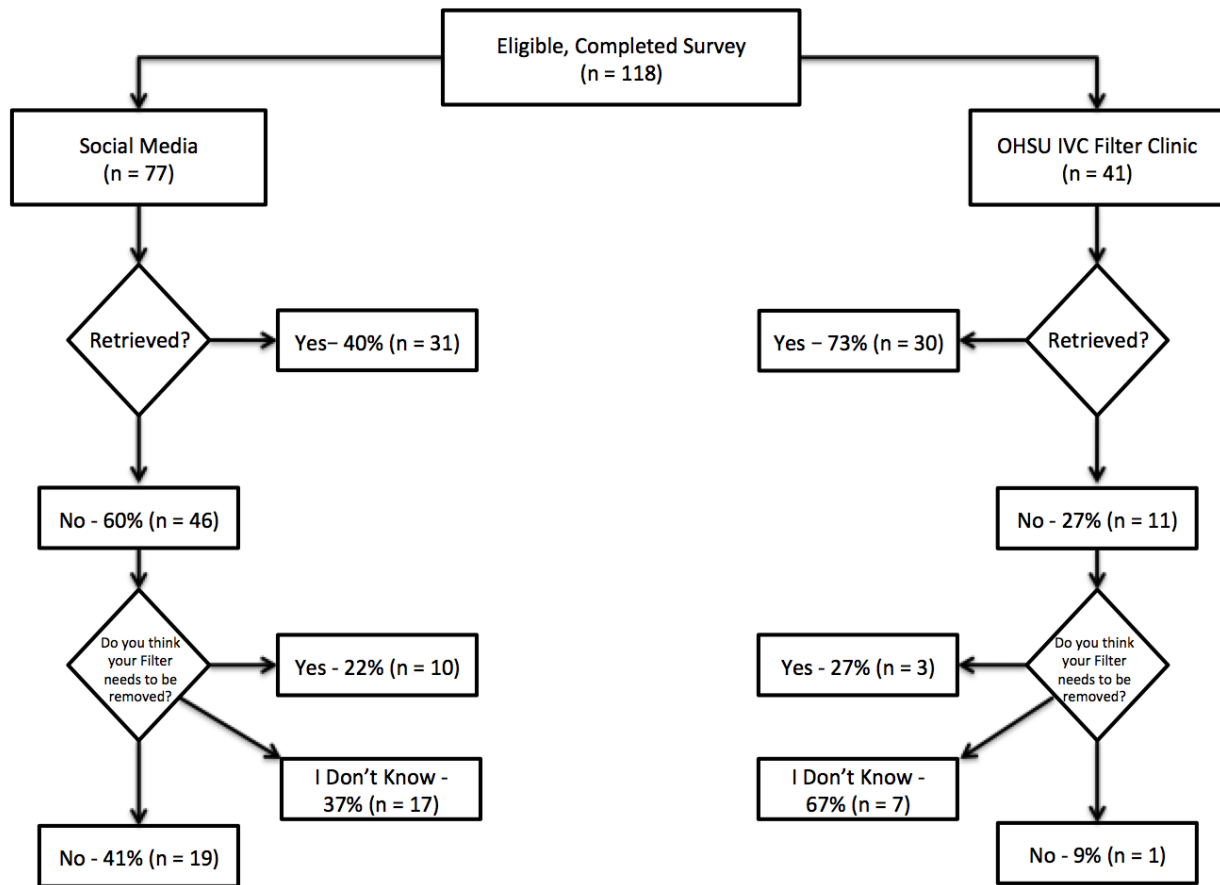 Eligible, Completed Survey
(n = 118)
Social Media
(n = 77)
OHSU IVC Filter Clinic
(n = 41)
Retrieved?
Yes– 40% (n = 31)
Yes – 73% (n = 30)
Retrieved?
No - 60% (n = 46)
No - 27% (n = 11)
Do you think
your Filter
needs to be
removed?
Yes - 22% (n = 10)
Yes - 27% (n = 3)
Do you think
your Filter
needs to be
removed?
I Don’t Know -
37% (n = 17)
I Don’t Know -
67% (n = 7)
No - 41% (n = 19)
No - 9% (n = 1)